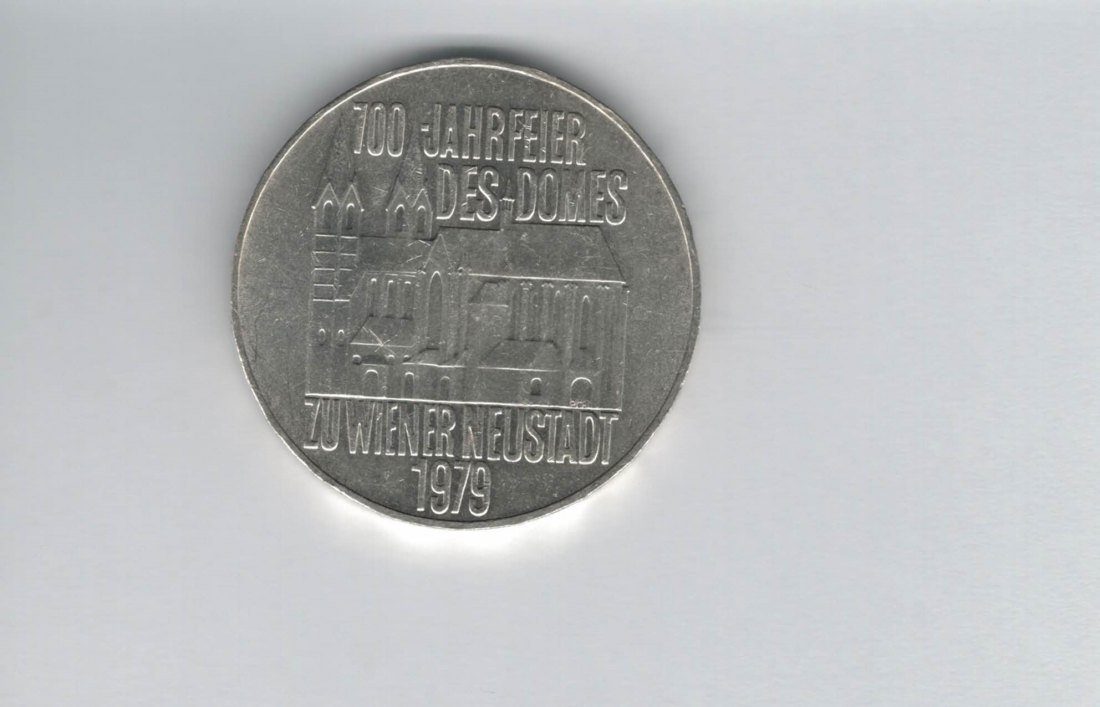 700 JAHRFEIER
DES DOMES
ZU WIENER NEUSTADT
1979